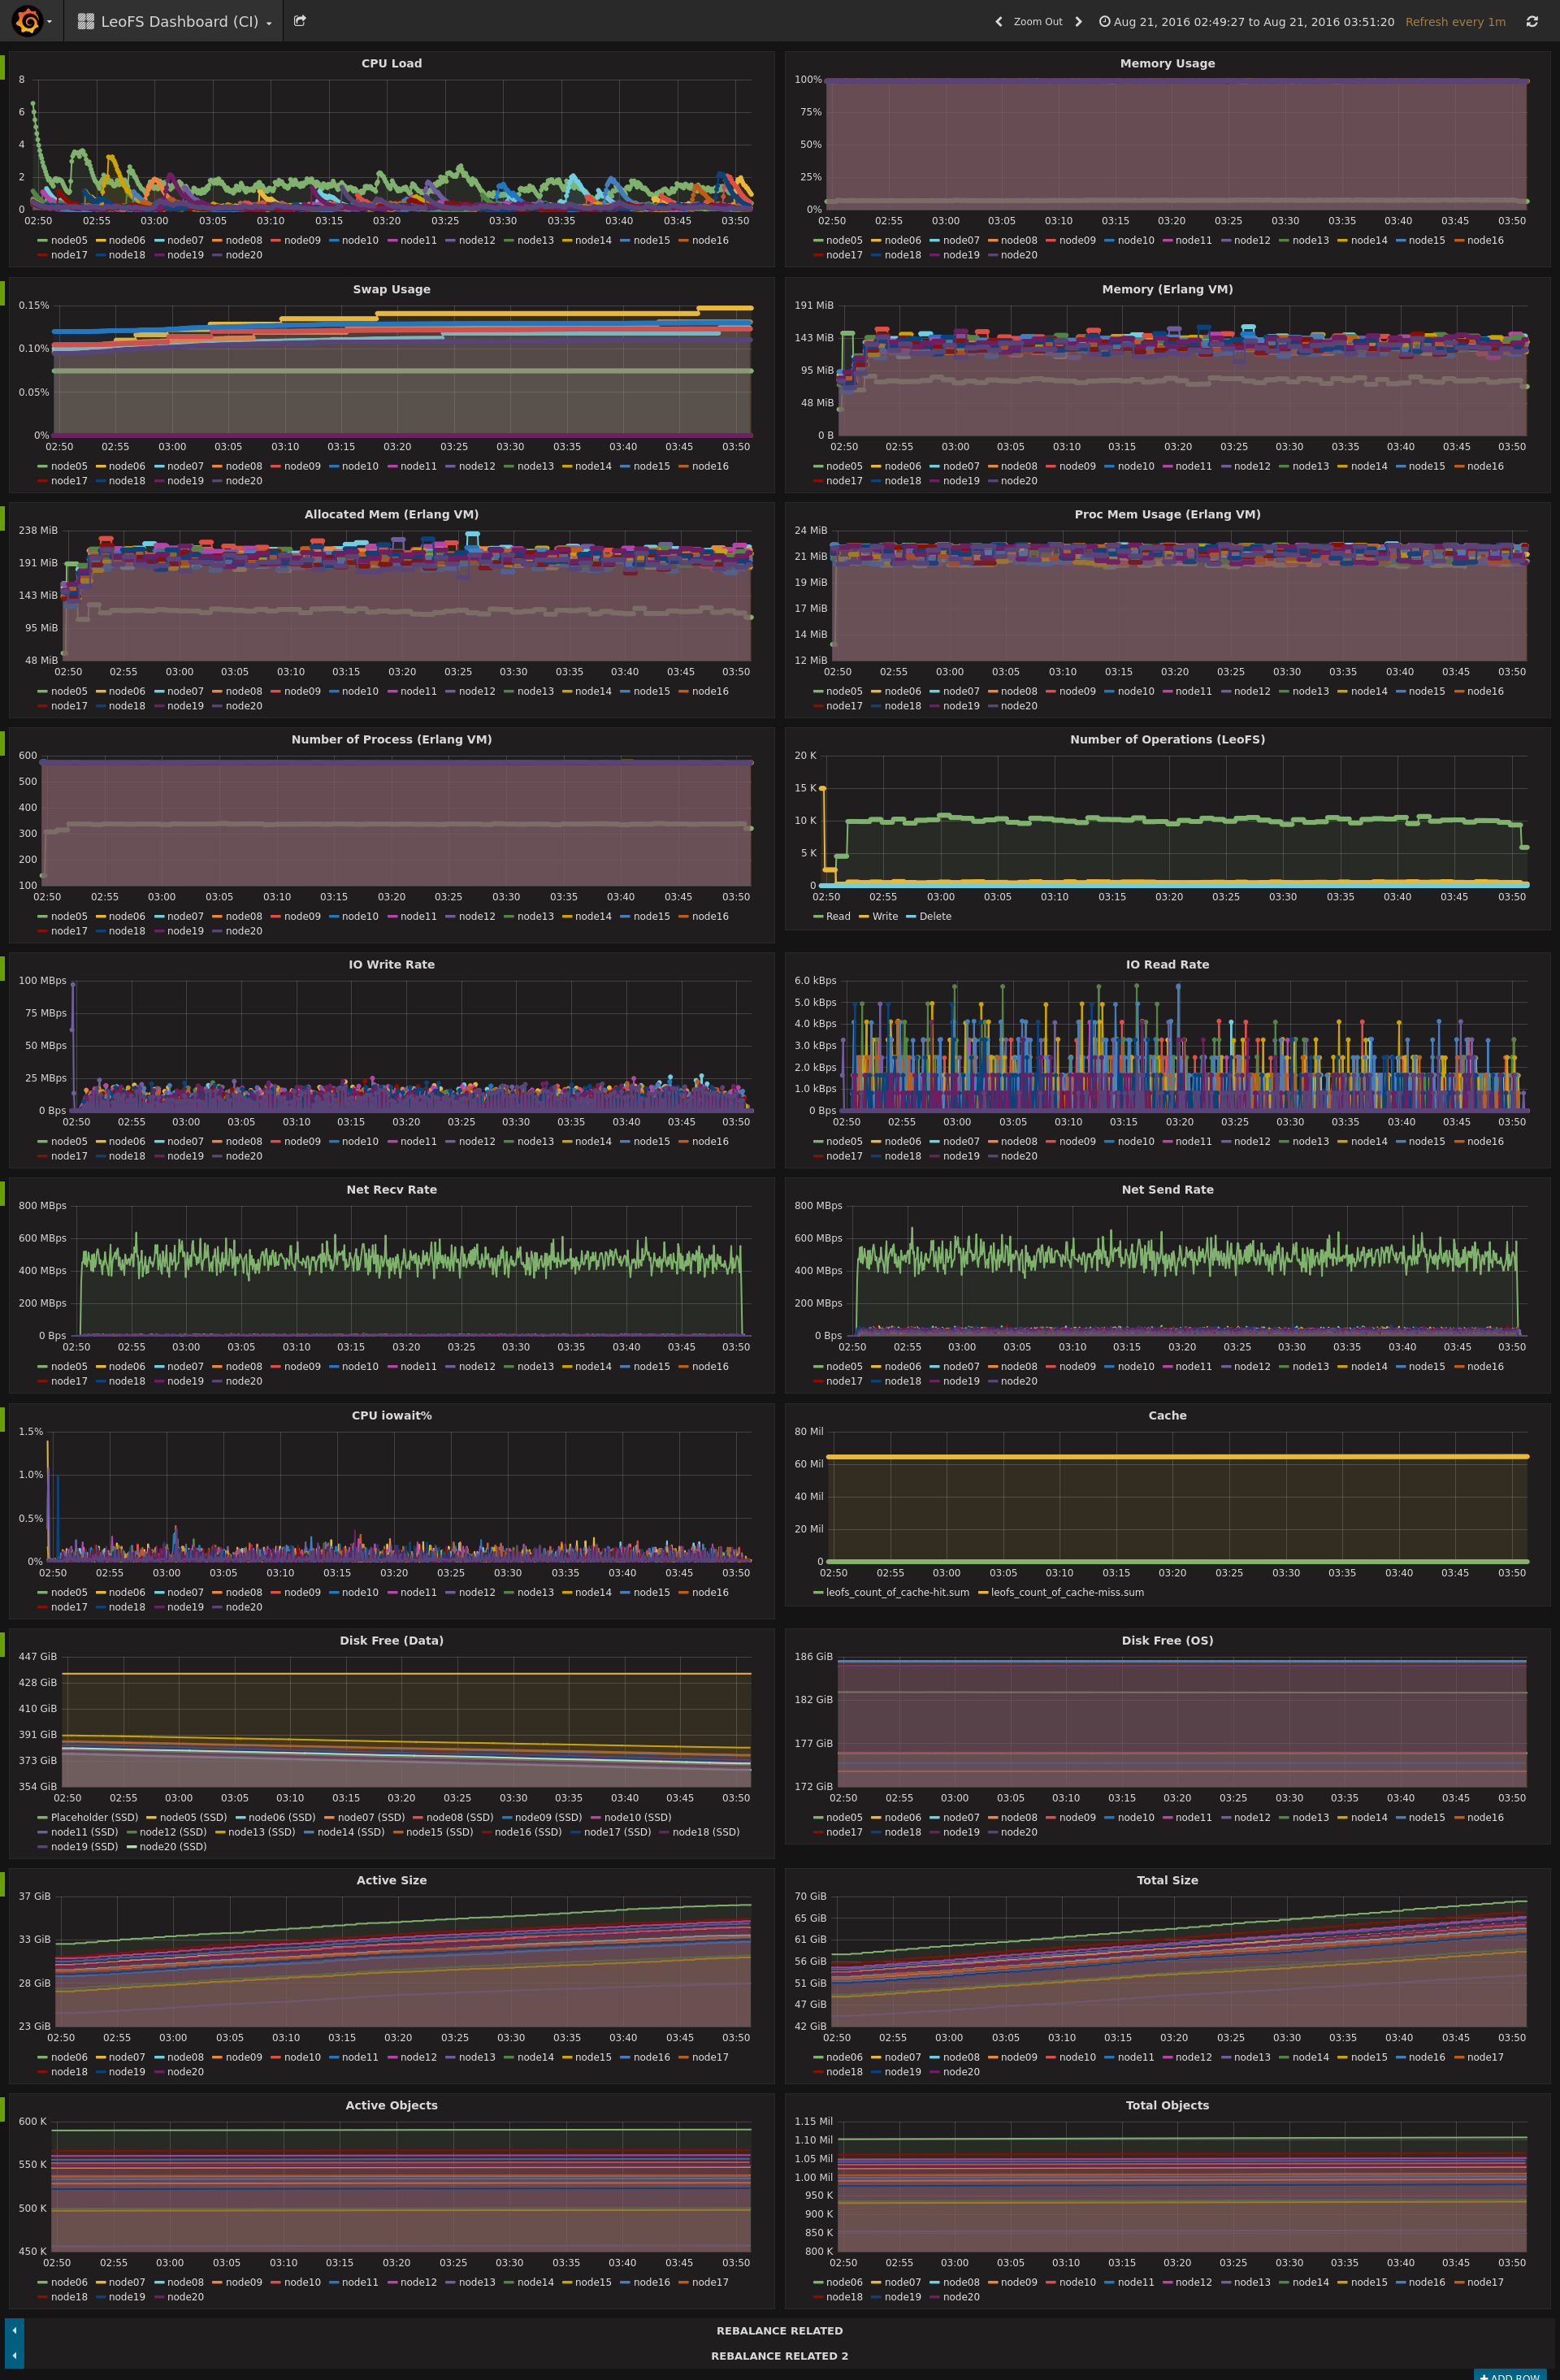 LeoFS Dashboard (CI)
Zoom Out
Aug 21, 2016 02:49:27 to Aug 21, 2016 03:51:20 Refresh every 1m
CPU Load
8
6
4
2
0
02:50 02:55 03:00 03:05 03:10 03:15 03:20 03:25 03:30 03:35 03:40 03:45 03:50
node05 node06 node07 node08 node09 node10 node11 node12 node13 node14 node15 node16
node17 node18 node19 node20
Memory Usage
100%
75%
50%
25%
0%
02:50 02:55 03:00 03:05 03:10 03:15 03:20 03:25 03:30 03:35 03:40 03:45 03:50
node05 node06 node07 node08 node09 node10 node11 node12 node13 node14 node15 node16
node17 node18 node19 node20
Swap Usage
0.15%
0.10%
0.05%
0%
02:50 02:55 03:00 03:05 03:10 03:15 03:20 03:25 03:30 03:35 03:40 03:45 03:50
node05 node06 node07 node08 node09 node10 node11 node12 node13 node14 node15 node16
node17 node18 node19 node20
Memory (Erlang VM)
191 MiB
143 MiB
95 MiB
48 MiB
0 B
02:50 02:55 03:00 03:05 03:10 03:15 03:20 03:25 03:30 03:35 03:40 03:45 03:50
node05 node06 node07 node08 node09 node10 node11 node12 node13 node14 node15 node16
node17 node18 node19 node20
Allocated Mem (Erlang VM)
238 MiB
191 MiB
143 MiB
95 MiB
48 MiB
02:50 02:55 03:00 03:05 03:10 03:15 03:20 03:25 03:30 03:35 03:40 03:45 03:50
node05 node06 node07 node08 node09 node10 node11 node12 node13 node14 node15 node16
node17 node18 node19 node20
Proc Mem Usage (Erlang VM)
24 MiB
21 MiB
19 MiB
17 MiB
14 MiB
12 MiB
02:50 02:55 03:00 03:05 03:10 03:15 03:20 03:25 03:30 03:35 03:40 03:45 03:50
node05 node06 node07 node08 node09 node10 node11 node12 node13 node14 node15 node16
node17 node18 node19 node20
Number of Process (Erlang VM)
600
500
400
300
200
100
02:50 02:55 03:00 03:05 03:10 03:15 03:20 03:25 03:30 03:35 03:40 03:45 03:50
node05 node06 node07 node08 node09 node10 node11 node12 node13 node14 node15 node16
node17 node18 node19 node20
Number of Operations (LeoFS)
20 K
15 K
10 K
5 K
0
02:50 02:55 03:00 03:05 03:10 03:15 03:20 03:25 03:30 03:35 03:40 03:45 03:50
Read Write Delete
IO Write Rate
100 MBps
75 MBps
50 MBps
25 MBps
0 Bps
02:50 02:55 03:00 03:05 03:10 03:15 03:20 03:25 03:30 03:35 03:40 03:45 03:50
node05 node06 node07 node08 node09 node10 node11 node12 node13 node14 node15 node16
node17 node18 node19 node20
IO Read Rate
6.0 kBps
5.0 kBps
4.0 kBps
3.0 kBps
2.0 kBps
1.0 kBps
0 Bps
02:50 02:55 03:00 03:05 03:10 03:15 03:20 03:25 03:30 03:35 03:40 03:45 03:50
node05 node06 node07 node08 node09 node10 node11 node12 node13 node14 node15 node16
node17 node18 node19 node20
Net Recv Rate
800 MBps
600 MBps
400 MBps
200 MBps
0 Bps
02:50 02:55 03:00 03:05 03:10 03:15 03:20 03:25 03:30 03:35 03:40 03:45 03:50
node05 node06 node07 node08 node09 node10 node11 node12 node13 node14 node15 node16
node17 node18 node19 node20
Net Send Rate
800 MBps
600 MBps
400 MBps
200 MBps
0 Bps
02:50 02:55 03:00 03:05 03:10 03:15 03:20 03:25 03:30 03:35 03:40 03:45 03:50
node05 node06 node07 node08 node09 node10 node11 node12 node13 node14 node15 node16
node17 node18 node19 node20
CPU iowait%
1.5%
1.0%
0.5%
0%
02:50 02:55 03:00 03:05 03:10 03:15 03:20 03:25 03:30 03:35 03:40 03:45 03:50
node05 node06 node07 node08 node09 node10 node11 node12 node13 node14 node15 node16
node17 node18 node19 node20
Cache
80 Mil
60 Mil
40 Mil
20 Mil
0
02:50 02:55 03:00 03:05 03:10 03:15 03:20 03:25 03:30 03:35 03:40 03:45 03:50
leofs_count_of_cache-hit.sum leofs_count_of_cache-miss.sum
Disk Free (Data)
447 GiB
428 GiB
410 GiB
391 GiB
373 GiB
354 GiB
02:50 02:55 03:00 03:05 03:10 03:15 03:20 03:25 03:30 03:35 03:40 03:45 03:50
Placeholder (SSD) node05 (SSD) node06 (SSD) node07 (SSD) node08 (SSD) node09 (SSD) node10 (SSD)
node11 (SSD) node12 (SSD) node13 (SSD) node14 (SSD) node15 (SSD) node16 (SSD) node17 (SSD) node18 (SSD)
node19 (SSD) node20 (SSD)
Disk Free (OS)
186 GiB
182 GiB
177 GiB
172 GiB
02:50 02:55 03:00 03:05 03:10 03:15 03:20 03:25 03:30 03:35 03:40 03:45 03:50
node05 node06 node07 node08 node09 node10 node11 node12 node13 node14 node15 node16
node17 node18 node19 node20
Active Size
37 GiB
33 GiB
28 GiB
23 GiB
02:50 02:55 03:00 03:05 03:10 03:15 03:20 03:25 03:30 03:35 03:40 03:45 03:50
node06 node07 node08 node09 node10 node11 node12 node13 node14 node15 node16 node17
node18 node19 node20
Total Size
70 GiB
65 GiB
61 GiB
56 GiB
51 GiB
47 GiB
42 GiB
02:50 02:55 03:00 03:05 03:10 03:15 03:20 03:25 03:30 03:35 03:40 03:45 03:50
node06 node07 node08 node09 node10 node11 node12 node13 node14 node15 node16 node17
node18 node19 node20
Active Objects
600 K
550 K
500 K
450 K
02:50 02:55 03:00 03:05 03:10 03:15 03:20 03:25 03:30 03:35 03:40 03:45 03:50
node06 node07 node08 node09 node10 node11 node12 node13 node14 node15 node16 node17
node18 node19 node20
Total Objects
1.15 Mil
1.10 Mil
1.05 Mil
1.00 Mil
950 K
900 K
850 K
800 K
02:50 02:55 03:00 03:05 03:10 03:15 03:20 03:25 03:30 03:35 03:40 03:45 03:50
node06 node07 node08 node09 node10 node11 node12 node13 node14 node15 node16 node17
node18 node19 node20
REBALANCE RELATED
REBALANCE RELATED 2
ADD ROW